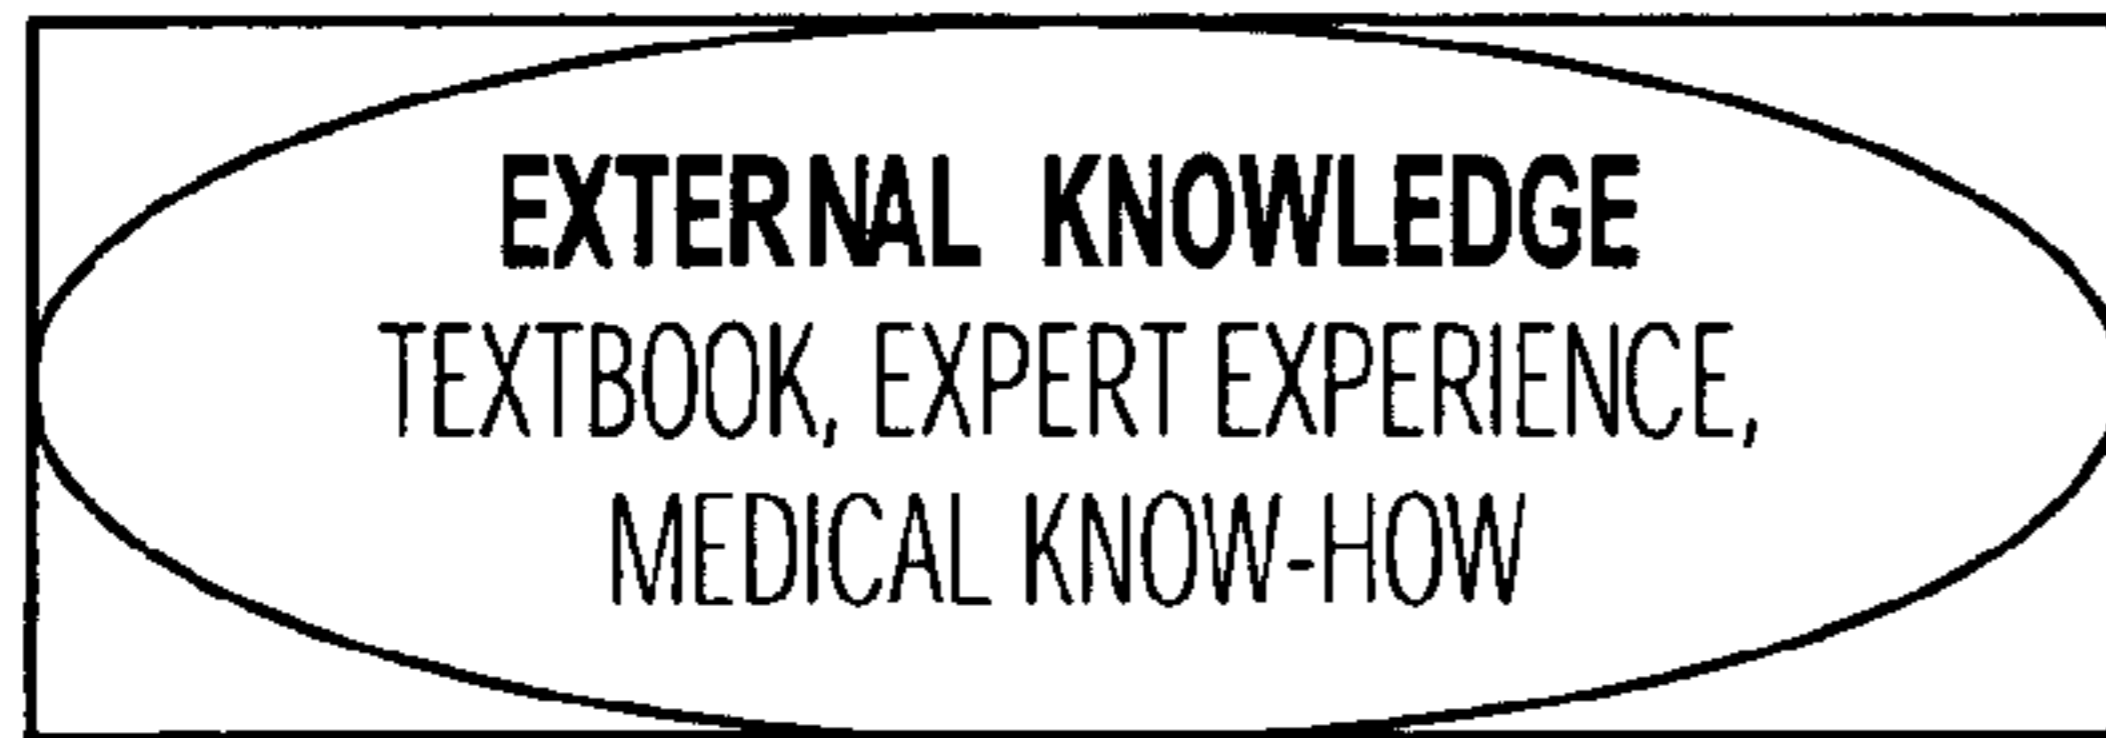 EXTERNAL KNOWLEDGE
TEXTBOOK, EXPERT EXPERIENCE,
MEDICAL KNOW-HOW